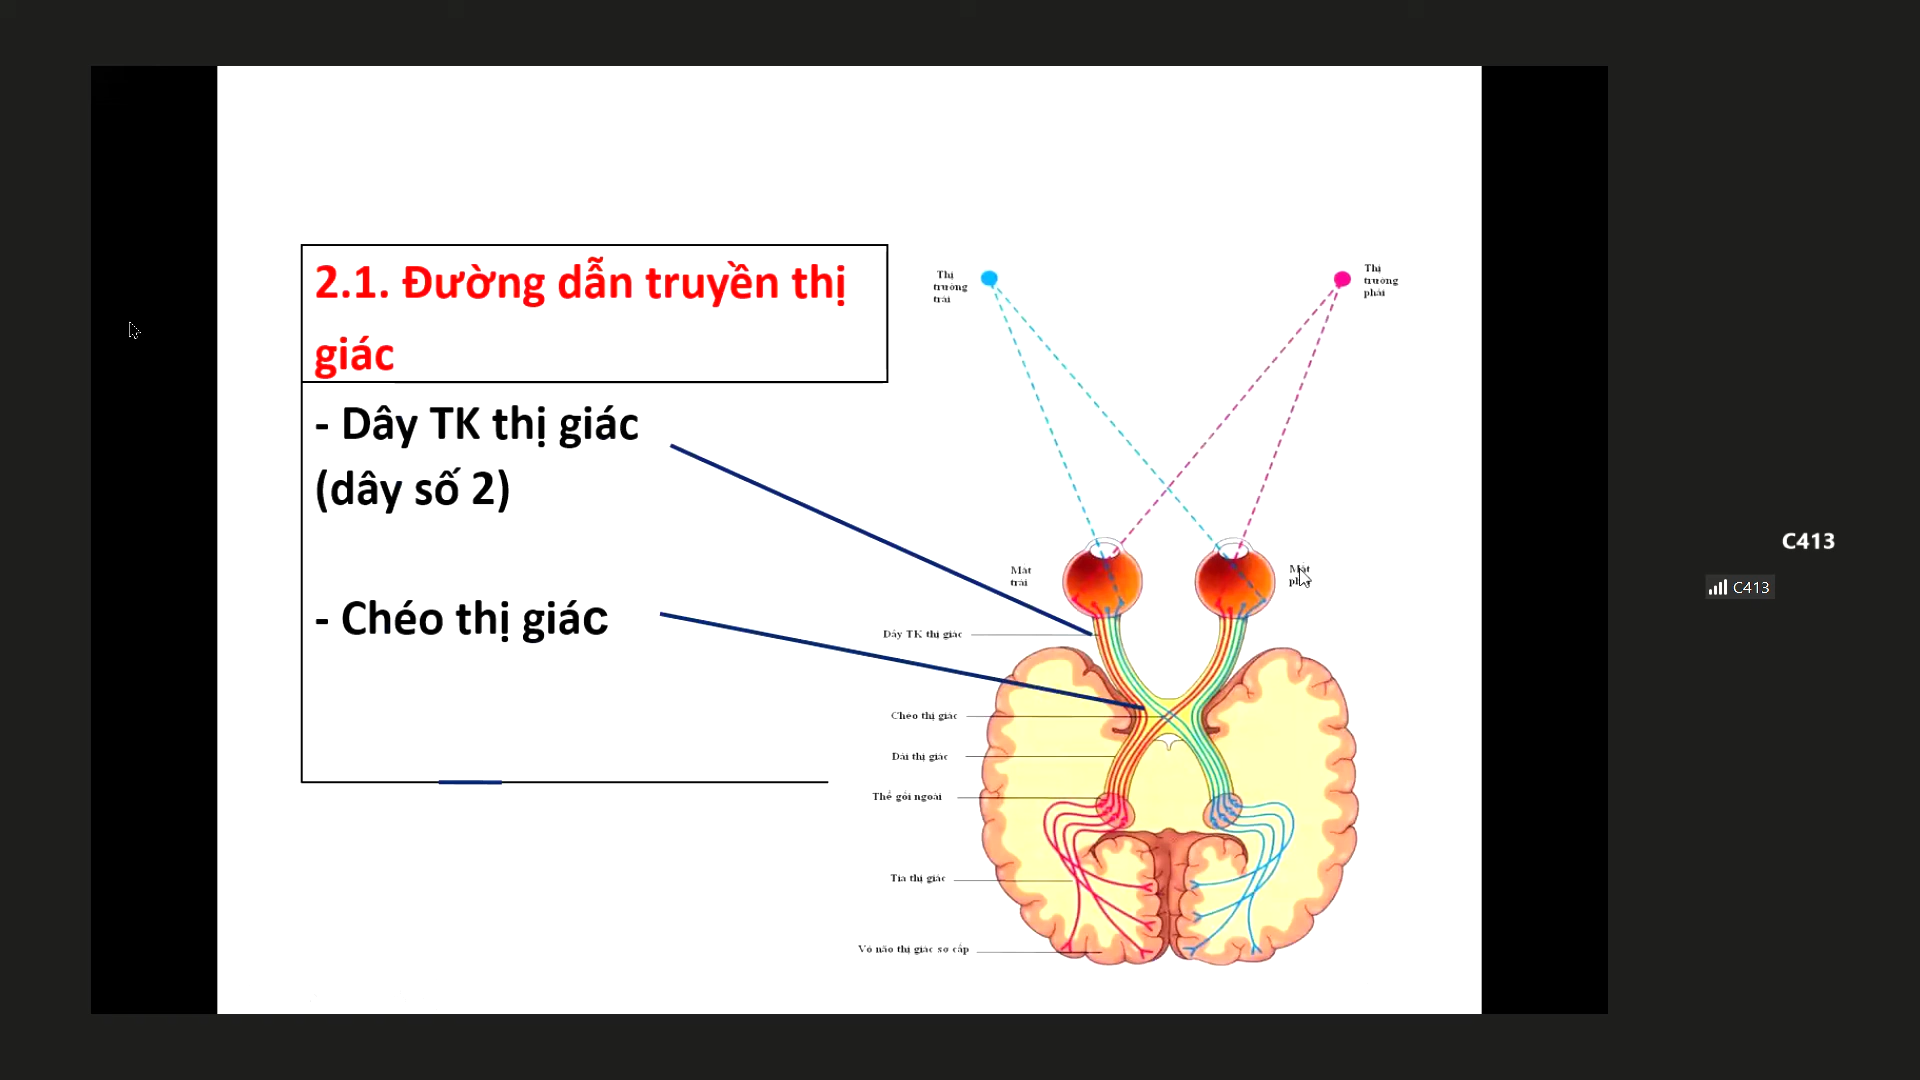 2.1. Đường dẫn truyền thị
giác
- Dây TK thị giác
(dây số 2)
- Chéo thị giác
Thị
trường
trái
Thị
trường
phải
Mắt
trái
Mắt
Dây TK thị giác
Chéo thị giác
Dải thị giác
Thể gối ngoài
Tia thị giác
Vỏ não thị giác sơ cấp
C413
C413